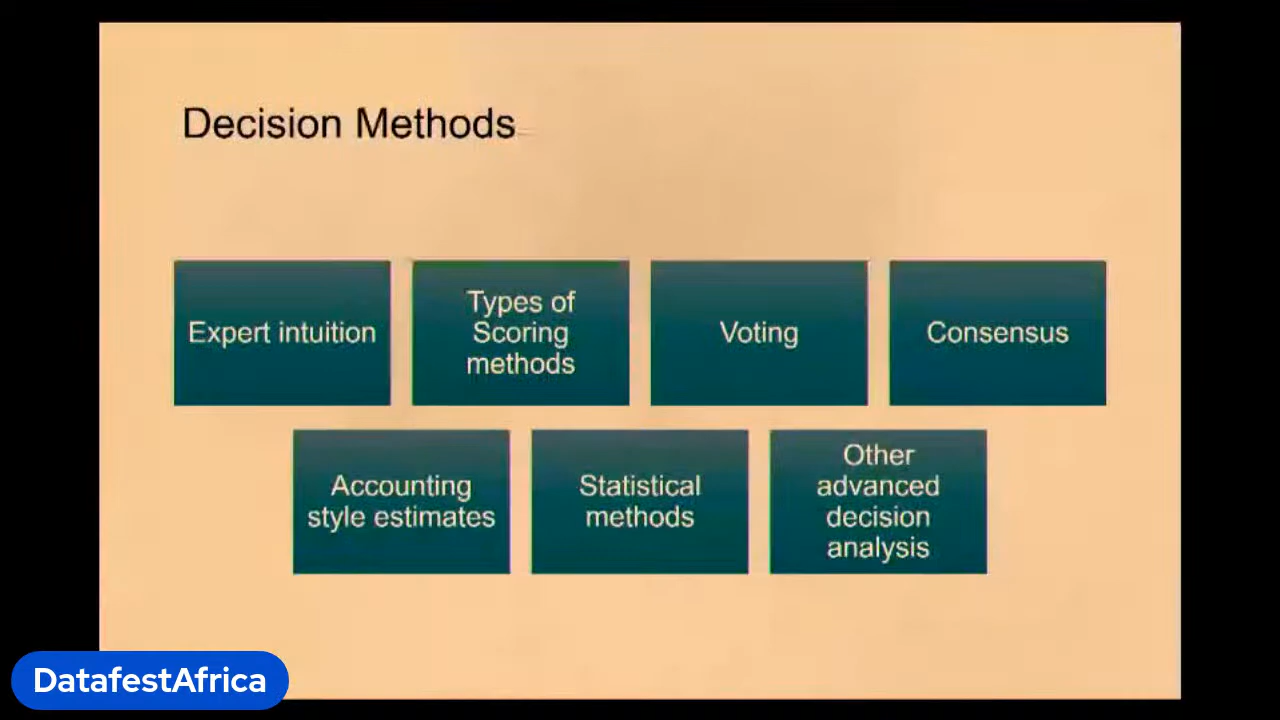 Decision Methods
Expert intuition
Types of
Scoring
methods
Voting
Consensus
Accounting
style estimates
Statistical
methods
Other
advanced
decision
analysis
DatafestAfrica